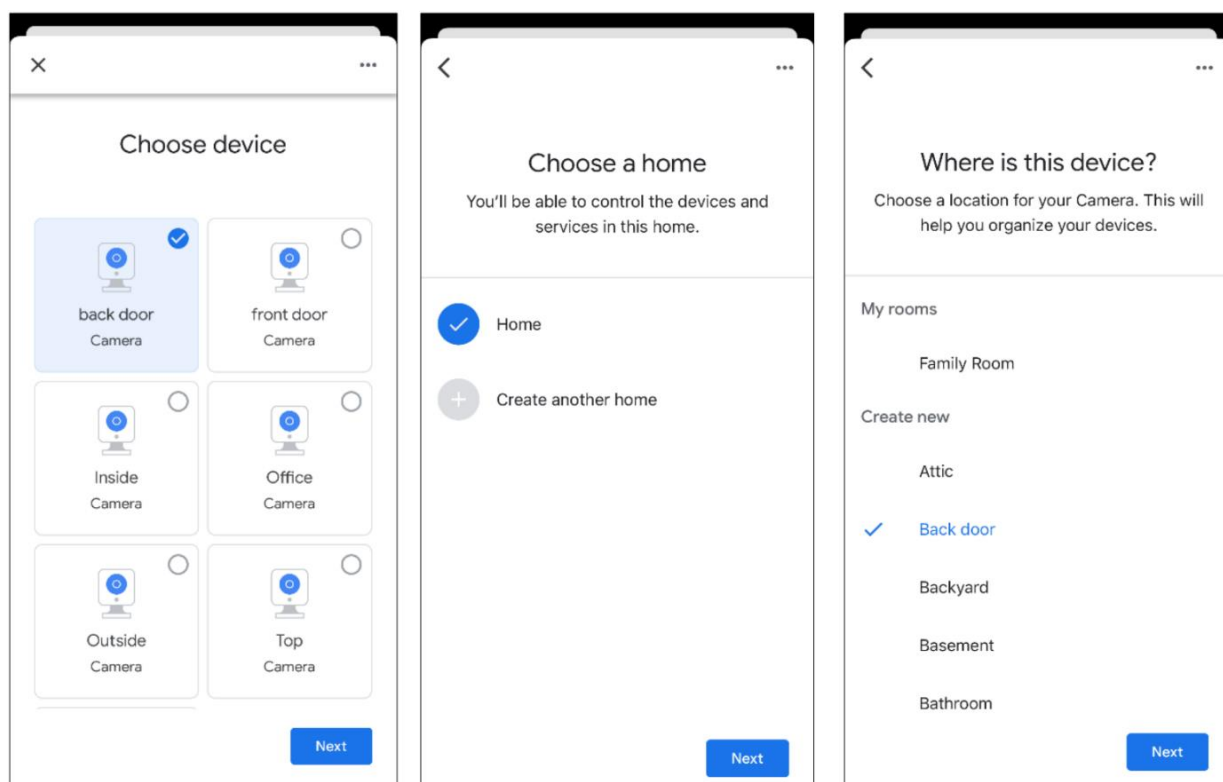 Choose device
back door
Camera
front door
Camera
Inside
Camera
Office
Camera
Outside
Camera
Top
Camera
Next
Choose a home
You'll be able to control the devices and
services in this home.
Home
Create another home
Next
Where is this device?
Choose a location for your Camera. This will
help you organize your devices.
My rooms
Family Room
Create new
Attic
Back door
Backyard
Basement
Bathroom
Next